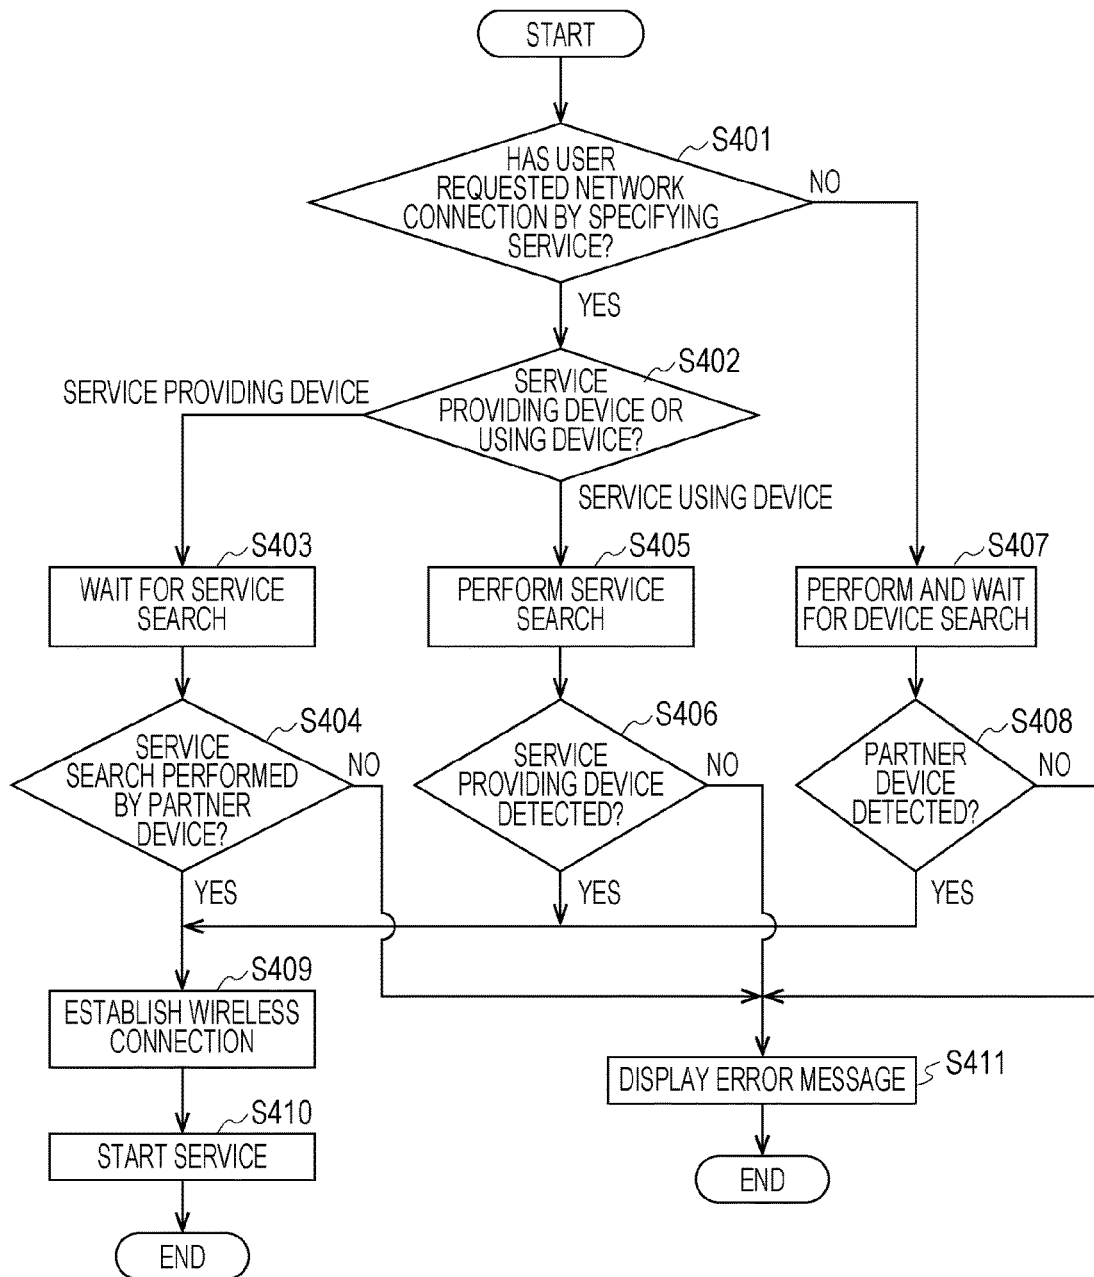 START
S401
HAS USER
REQUESTED NETWORK
CONNECTION BY SPECIFYING
SERVICE?
NO
YES
S402
SERVICE PROVIDING DEVICE
SERVICE
PROVIDING DEVICE OR
USING DEVICE?
SERVICE USING DEVICE
S403
WAIT FOR SERVICE
SEARCH
S405
PERFORM SERVICE
SEARCH
S407
PERFORM AND WAIT
FOR DEVICE SEARCH
S404
SERVICE
SEARCH PERFORMED
BY PARTNER
DEVICE?
NO
YES
S406
SERVICE
PROVIDING DEVICE
DETECTED?
NO
YES
S408
PARTNER
DEVICE
DETECTED?
NO
YES
S409
ESTABLISH WIRELESS
CONNECTION
S411
DISPLAY ERROR MESSAGE
S410
START SERVICE
END
END